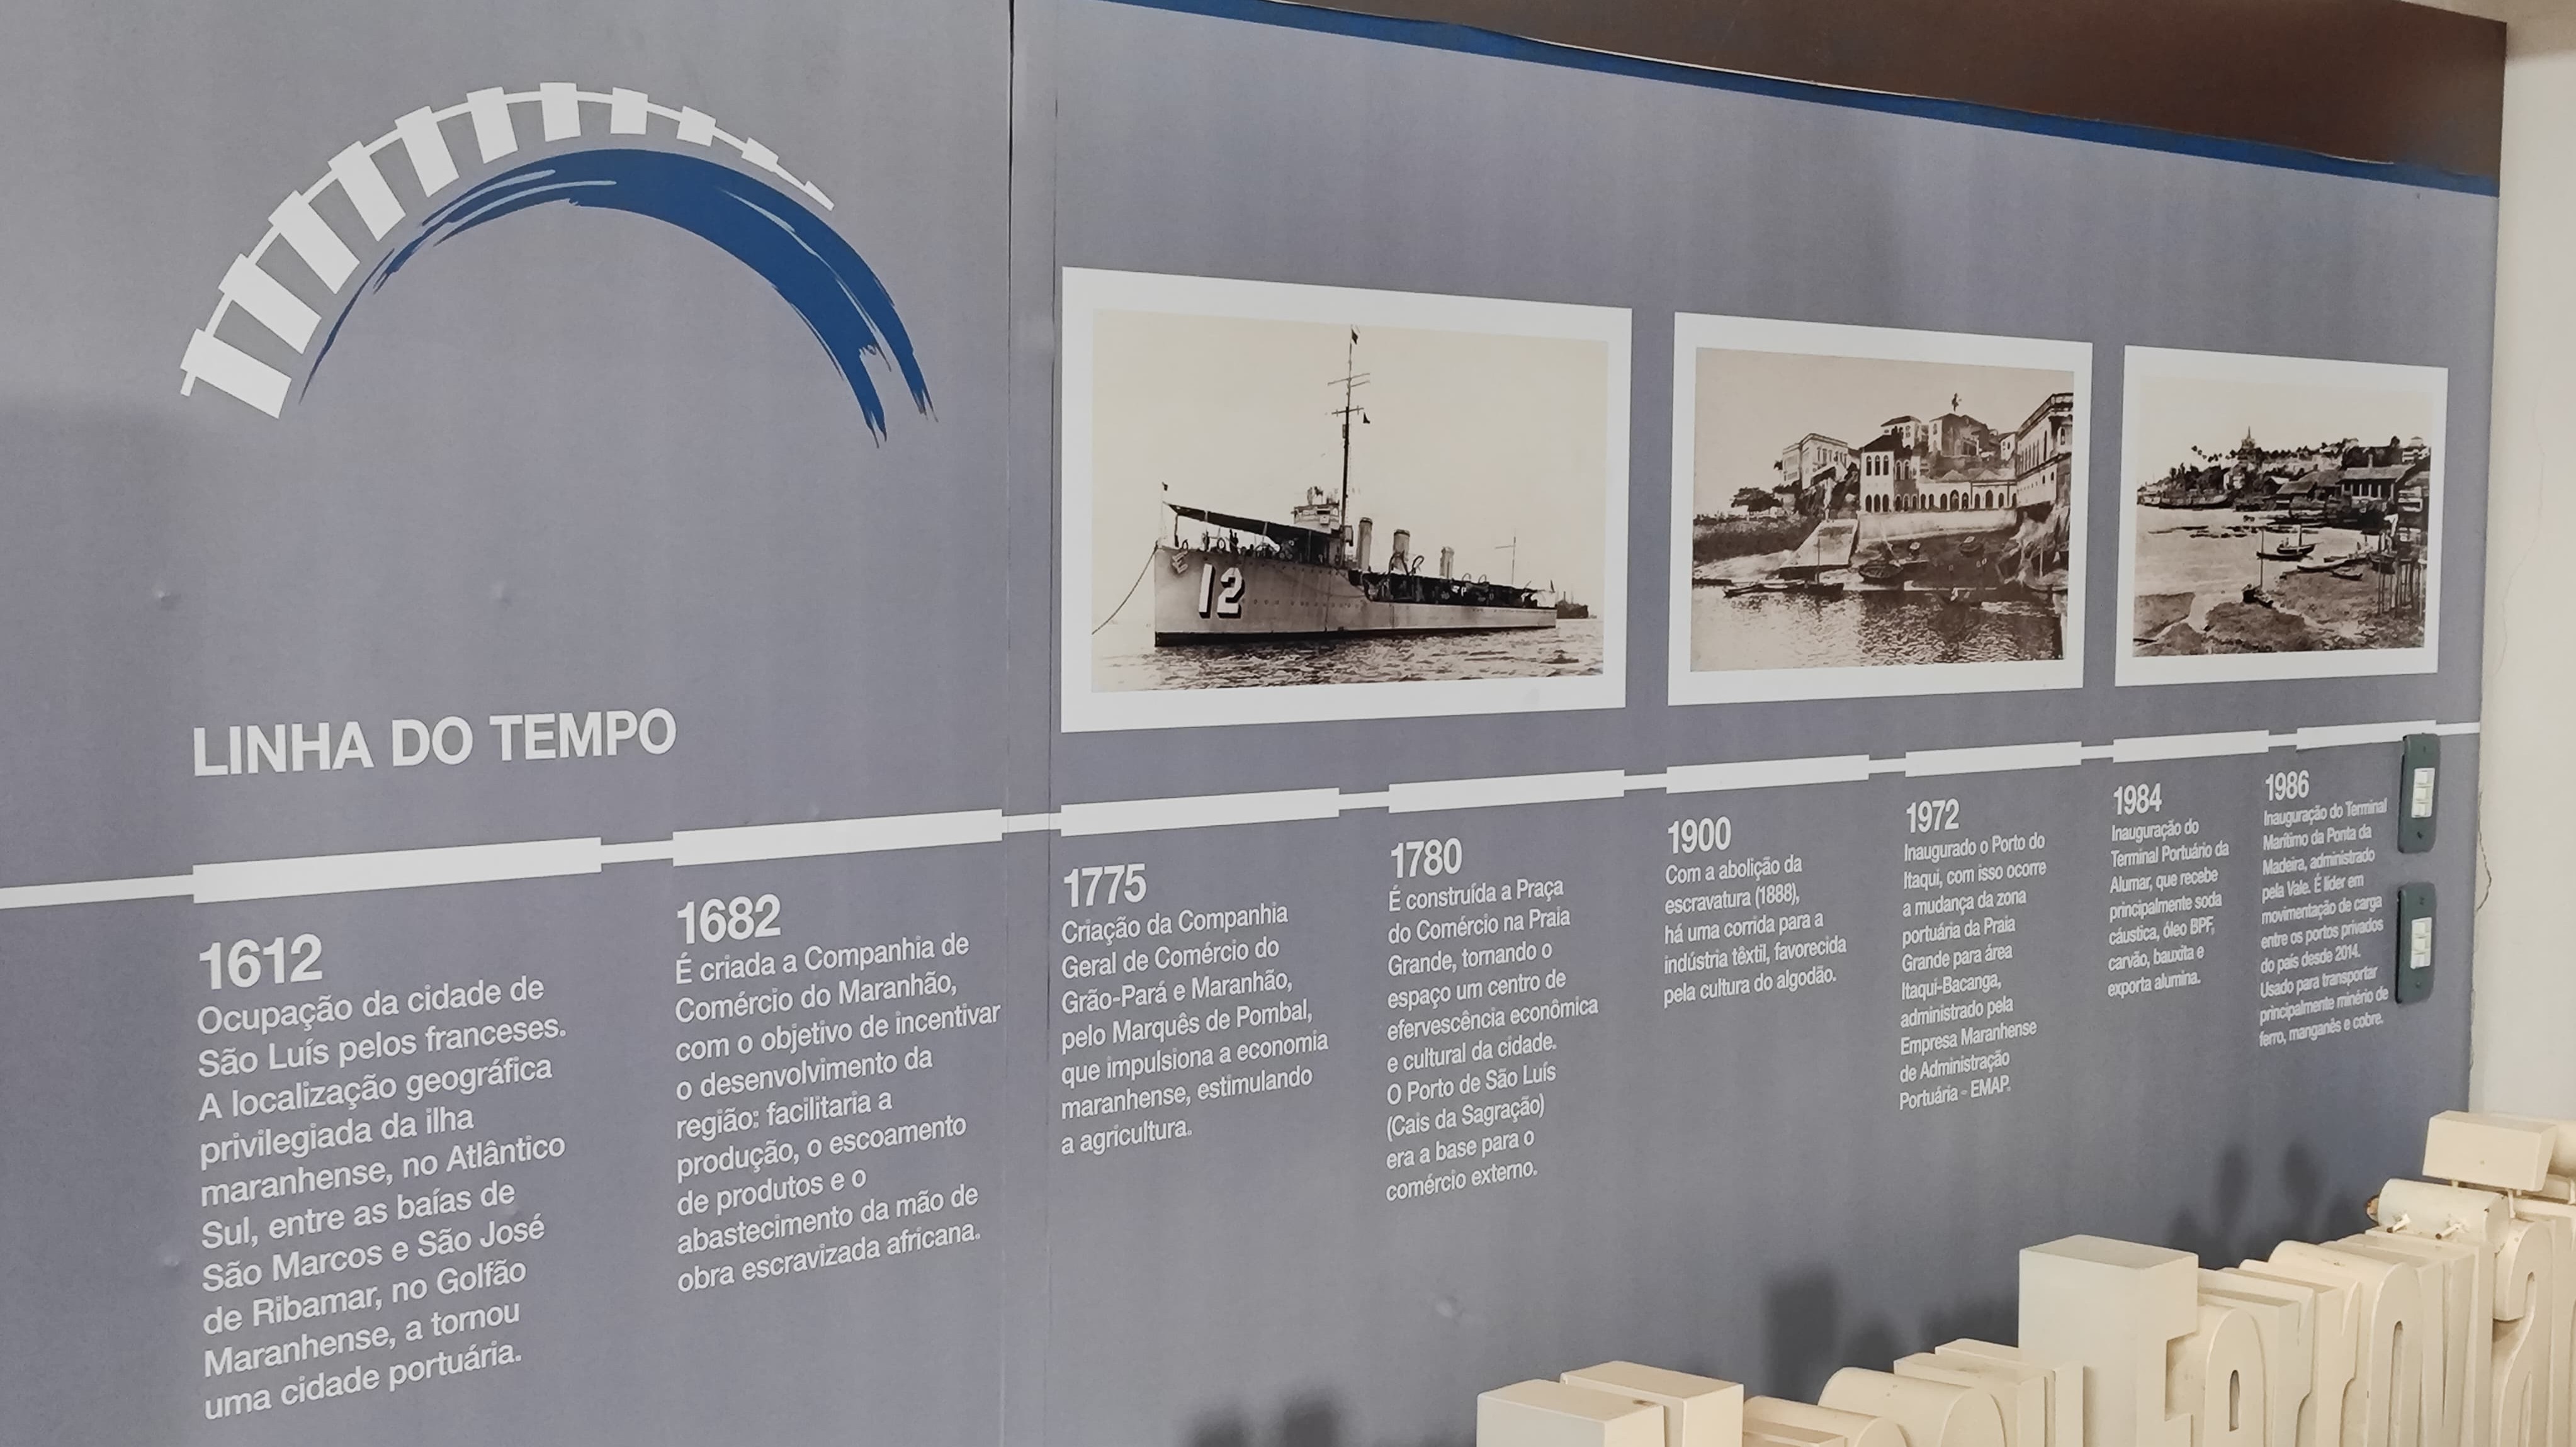 LINHA DO TEMPO
1612
Ocupação da cidade de
São Luís pelos franceses.
A localização geográfica
privilegiada da ilha
maranhense, no Atlântico
Sul, entre as baías de
São Marcos e São José
de Ribamar, no Golfão
Maranhense, a tornou
uma cidade portuária.
1682
É criada a Companhia de
Comércio do Maranhão,
com o objetivo de incentivar
o desenvolvimento da
região: facilitaria a
produção, o escoamento
de produtos e o
abastecimento da mão de
obra escravizada africana.
1775
Criação da Companhia
Geral de Comércio do
Grão-Pará e Maranhão,
pelo Marquês de Pombal,
que impulsiona a economia
maranhense, estimulando
a agricultura.
1780
É construída a Praça
do Comércio na Praia
Grande, tornando o
espaço um centro de
efervescência econômica
e cultural da cidade.
O Porto de São Luís
(Cais da Sagração)
era a base para o
comércio externo.
1900
Com a abolição da
escravatura (1888),
há uma corrida para a
indústria têxtil, favorecida
pela cultura do algodão.
1972
Inaugurado o Porto do
Itaqui, com isso ocorre
a mudança da zona
portuária da Praia
Grande para área
Itaqui-Bacanga,
administrado pela
Empresa Maranhense
de Administração
Portuária - EMAP.
1984
Inauguração do
Terminal Portuário da
Alumar, que recebe
principalmente soda
cáustica, óleo BPF,
carvão, bauxita e
exporta alumina.
1986
Inauguração do Terminal
Marítimo da Ponta da
Madeira, administrado
pela Vale. É líder em
movimentação de carga
entre os portos privados
do país desde 2014.
Usado para transportar
principalmente minério de
ferro, manganês e cobre.
12